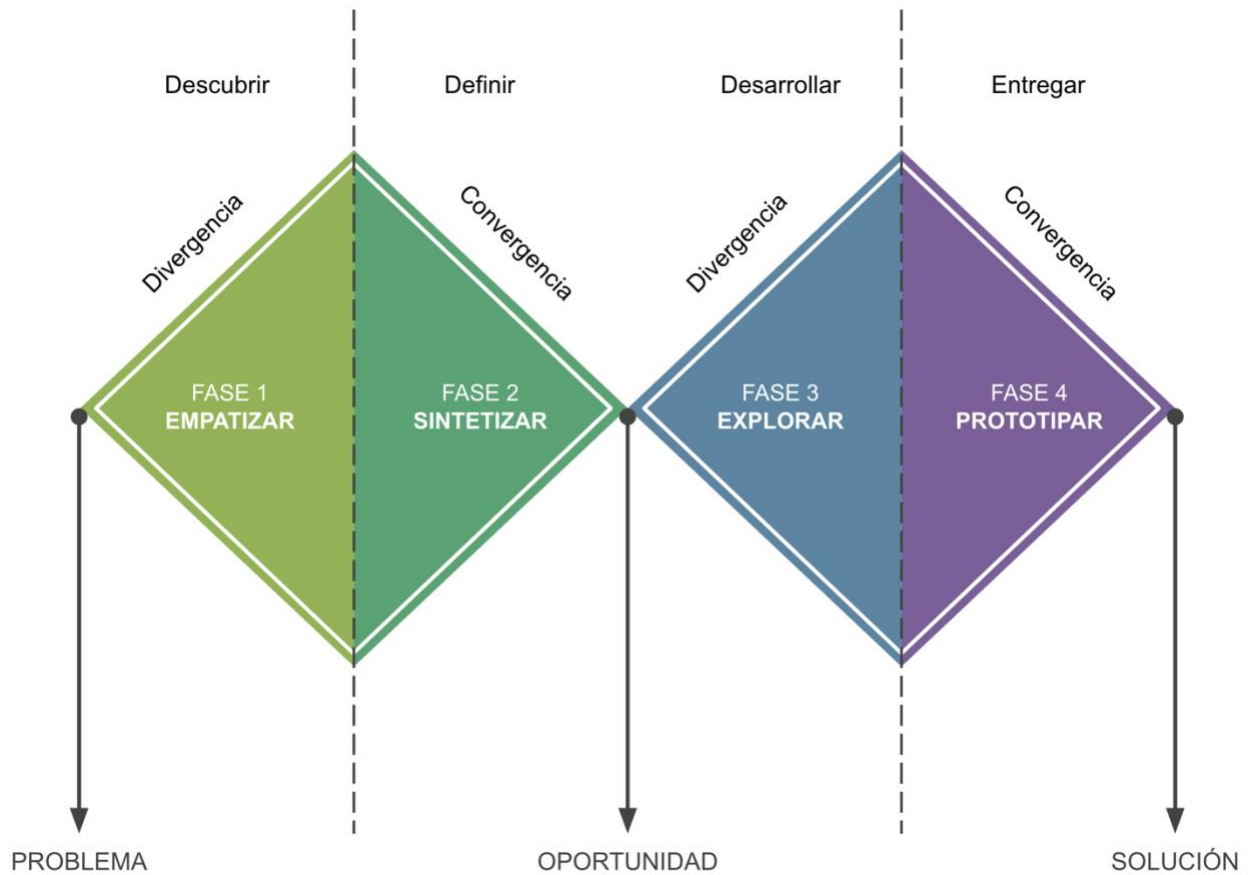 Descubrir
Definir
Desarrollar
Entregar
Divergencia
Convergencia
Divergencia
Convergencia
FASE 1
EMPATIZAR
FASE 2
SINTETIZAR
FASE 3
EXPLORAR
FASE 4
PROTOTIPAR
PROBLEMA
OPORTUNIDAD
SOLUCIÓN